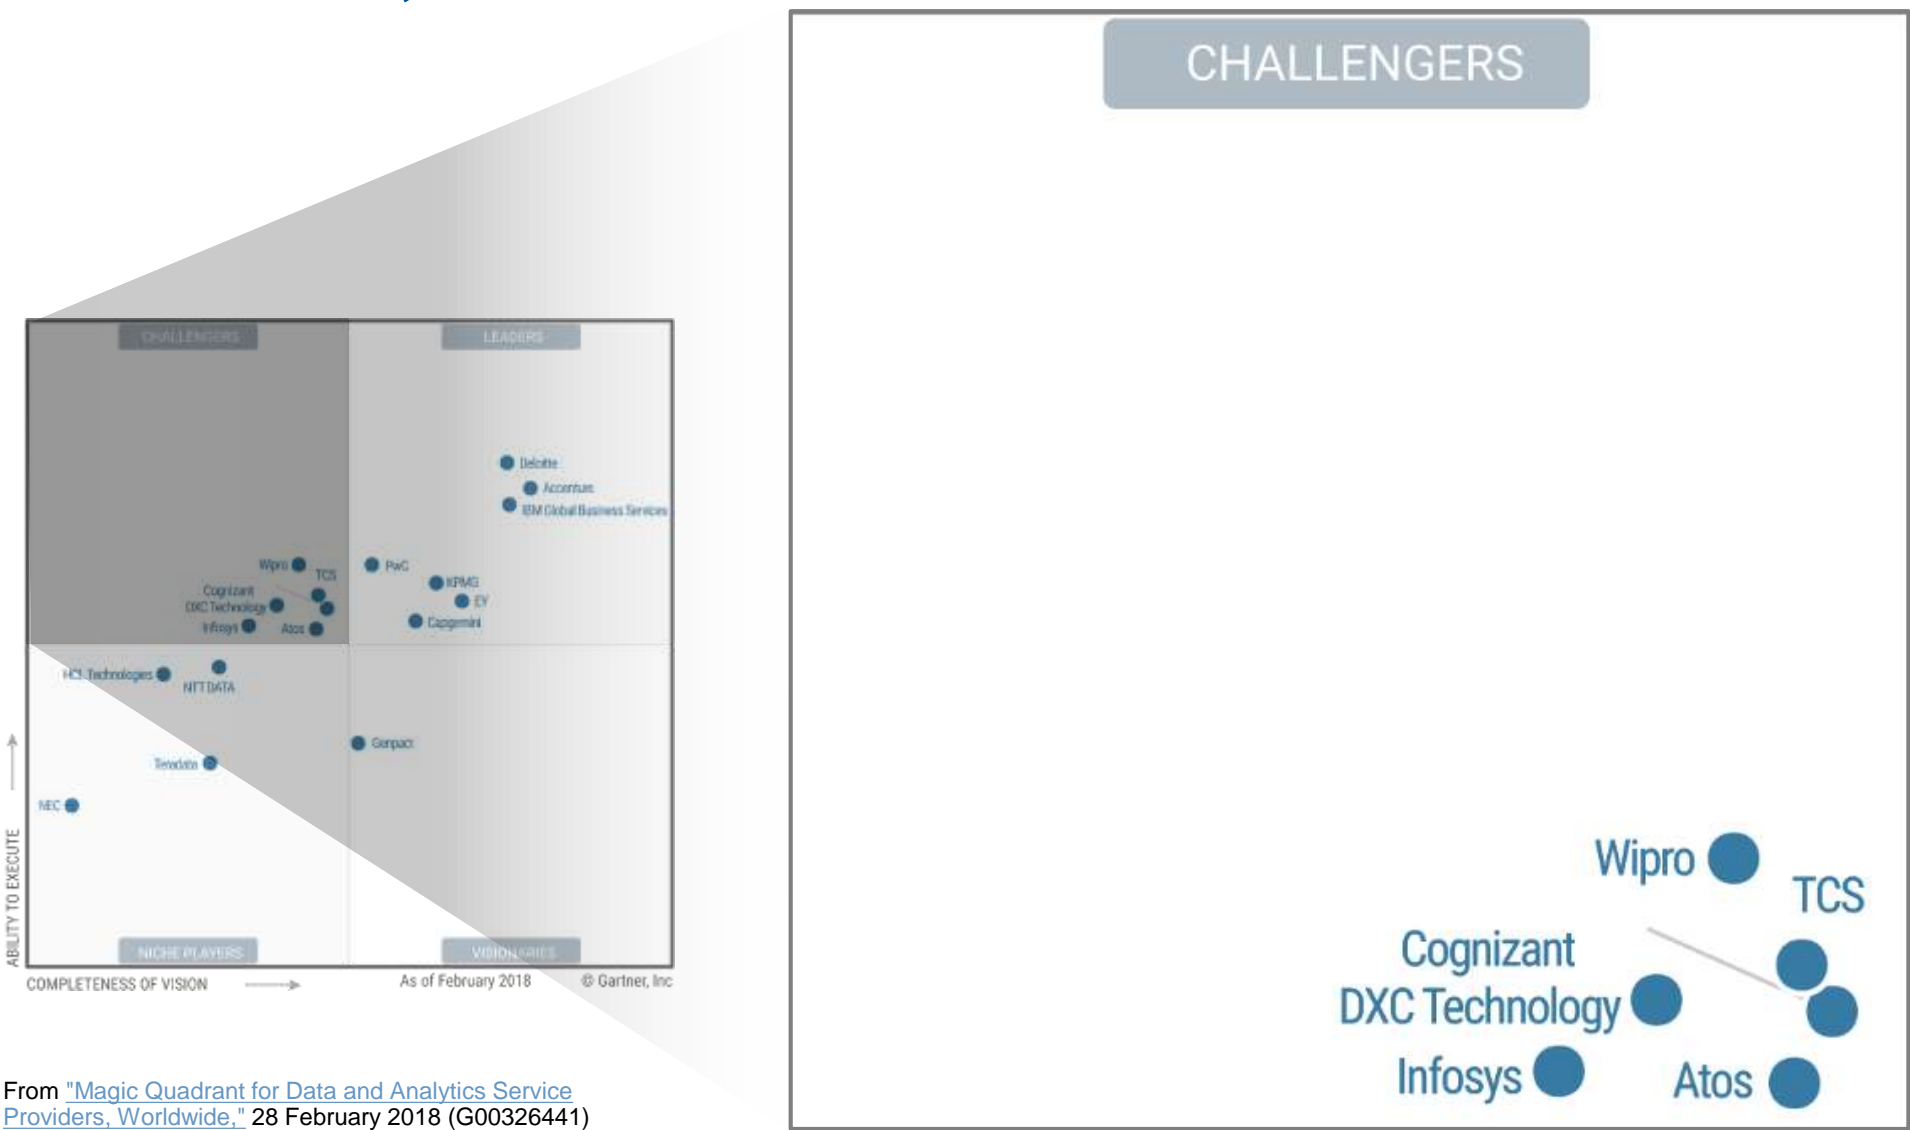 CHALLENGERS
Wipro
TCS
Cognizant
DXC Technology
Infosys
Atos
CHALLENGERS
LEADERS
Deloitte
Accenture
IBM Global Business Services
Wipro
TCS
PwC
KPMG
Cognizant
DXC Technology
EY
Infosys
Atos
Capgemini
HCL Technologies
NTT DATA
Genpact
Teradata
NEC
NICHE PLAYERS
VISIONARIES
ABILITY TO EXECUTE
COMPLETENESS OF VISION
As of February 2018
© Gartner, Inc
From "Magic Quadrant for Data and Analytics Service
Providers, Worldwide," 28 February 2018 (G00326441)